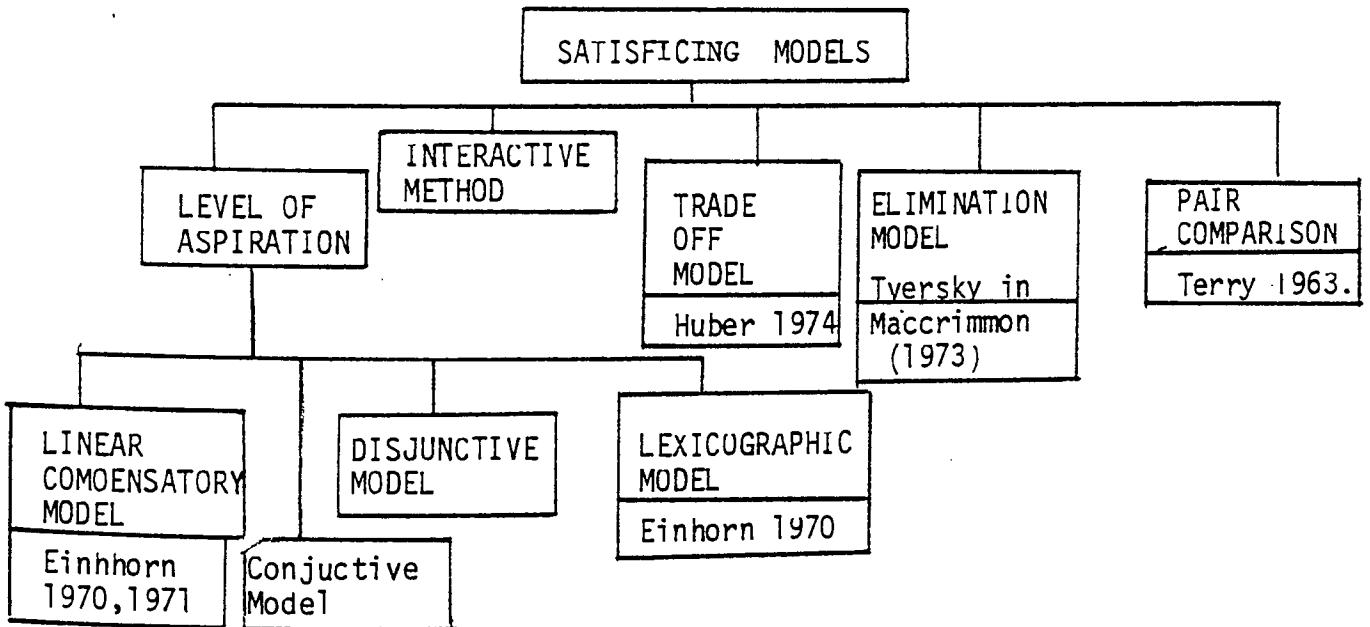 SATISFICING MODELS
LEVEL OF
ASPIRATION
INTERACTIVE
METHOD
TRADE
OFF
MODEL
Huber 1974
ELIMINATION
MODEL
Tversky in
Maccrimmon
(1973)
PAIR
COMPARISON
Terry 1963.
LINEAR
COMOENSATORY
MODEL
Einhhorn
1970,1971
Conjuctive
Model
DISJUNCTIVE
MODEL
LEXICOGRAPHIC
MODEL
Einhorn 1970